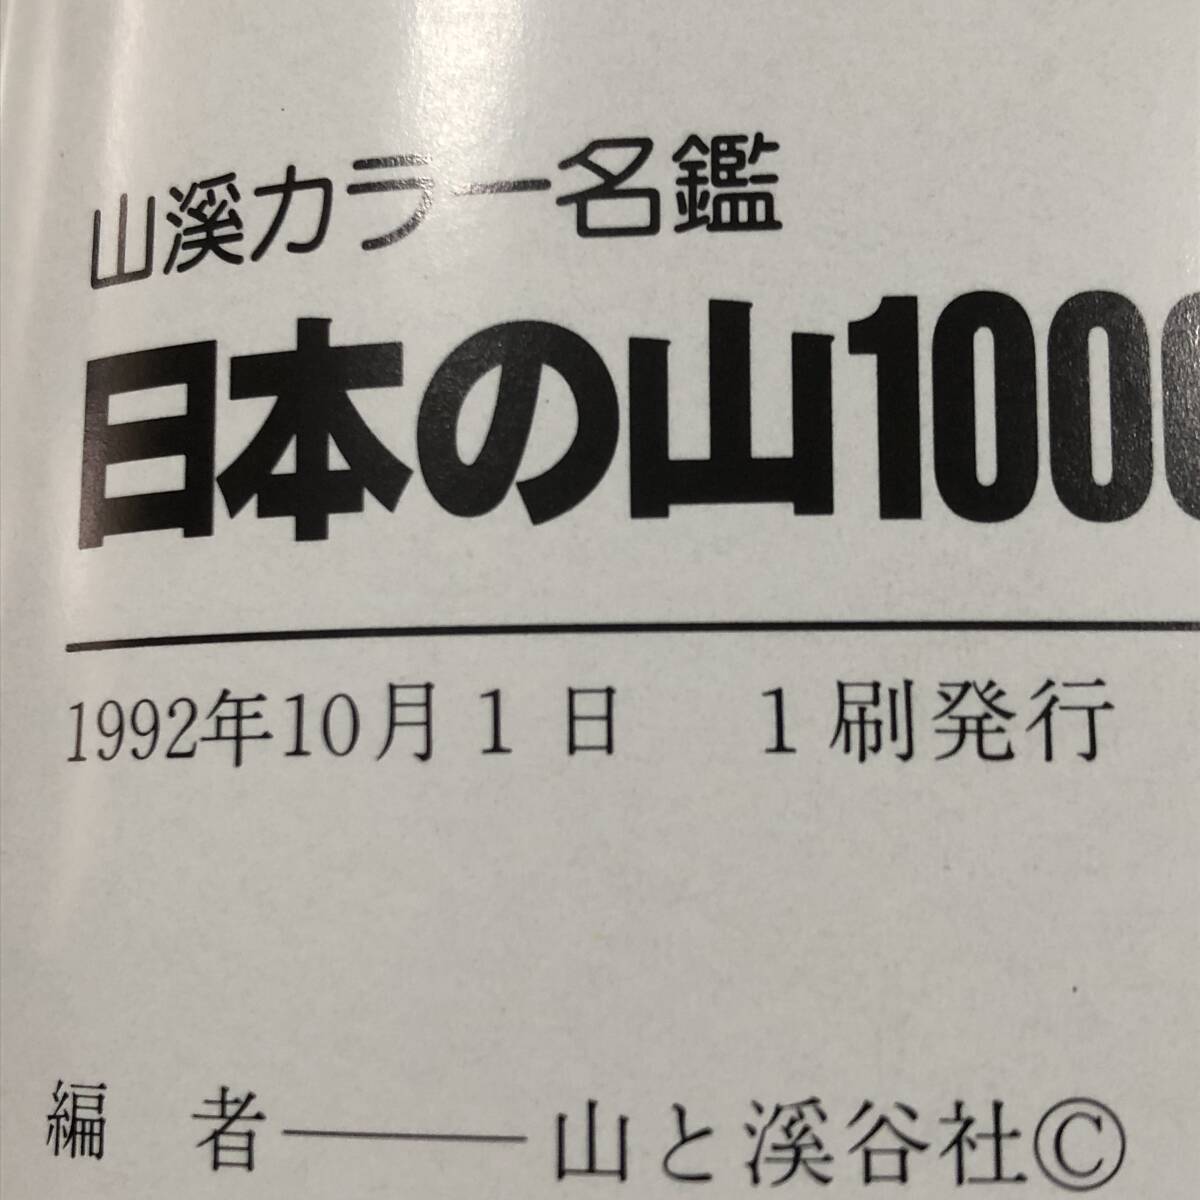 山溪カラー名鑑
日本の山1000
1992年10月1日　1刷発行
編　者――山と溪谷社©